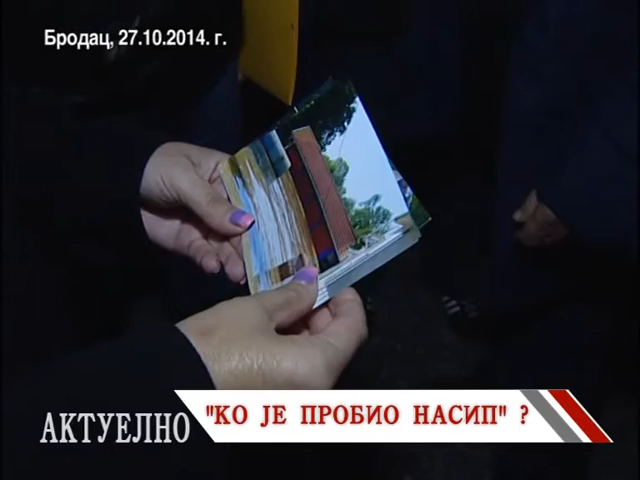 Бродац, 27.10.2014. г.
"КО ЈЕ ПРОБИО НАСИП" ?
АКТУЕЛНО